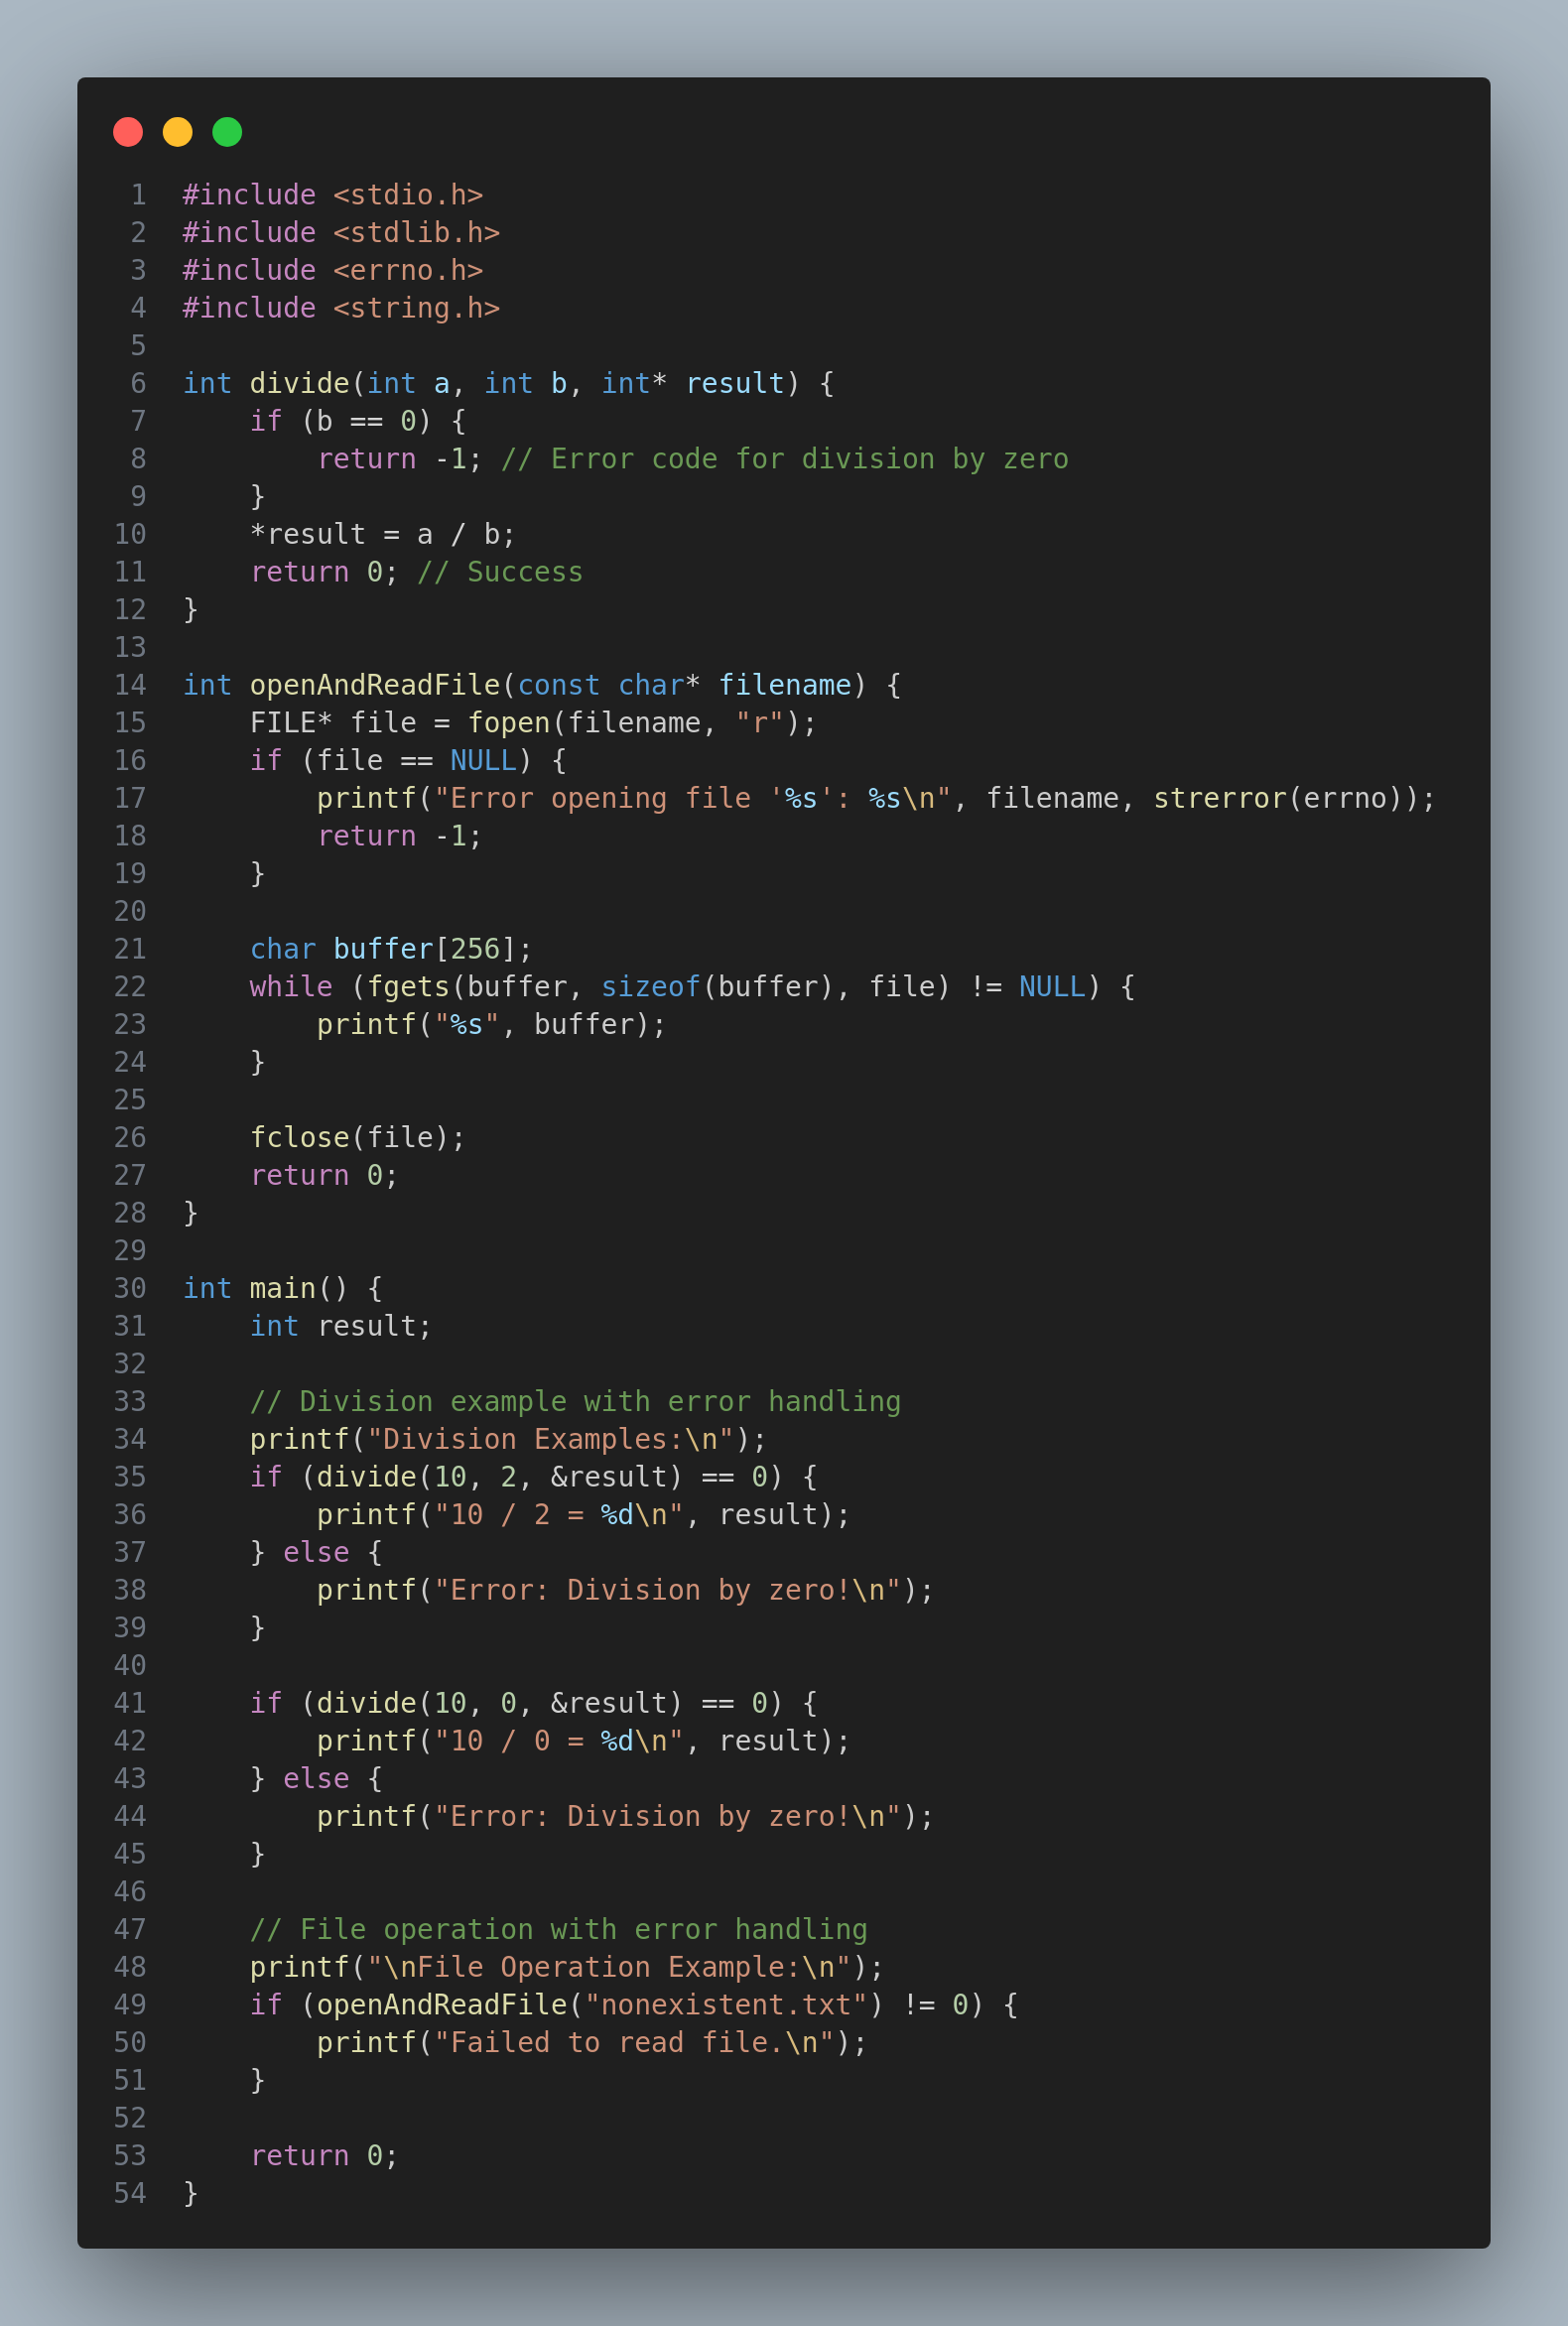 1 #include <stdio.h>
2 #include <stdlib.h>
3 #include <errno.h>
4 #include <string.h>
5
6 int divide(int a, int b, int* result) {
7     if (b == 0) {
8         return -1; // Error code for division by zero
9     }
10     *result = a / b;
11     return 0; // Success
12 }
13
14 int openAndReadFile(const char* filename) {
15     FILE* file = fopen(filename, "r");
16     if (file == NULL) {
17         printf("Error opening file '%s': %s\n", filename, strerror(errno));
18         return -1;
19     }
20
21     char buffer[256];
22     while (fgets(buffer, sizeof(buffer), file) != NULL) {
23         printf("%s", buffer);
24     }
25
26     fclose(file);
27     return 0;
28 }
29
30 int main() {
31     int result;
32
33     // Division example with error handling
34     printf("Division Examples:\n");
35     if (divide(10, 2, &result) == 0) {
36         printf("10 / 2 = %d\n", result);
37     } else {
38         printf("Error: Division by zero!\n");
39     }
40
41     if (divide(10, 0, &result) == 0) {
42         printf("10 / 0 = %d\n", result);
43     } else {
44         printf("Error: Division by zero!\n");
45     }
46
47     // File operation with error handling
48     printf("\nFile Operation Example:\n");
49     if (openAndReadFile("nonexistent.txt") != 0) {
50         printf("Failed to read file.\n");
51     }
52
53     return 0;
54 }